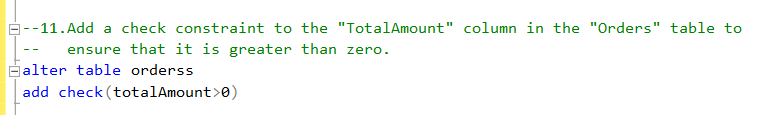 --11.Add a check constraint to the "TotalAmount" column in the "Orders" table to
--   ensure that it is greater than zero.
alter table orderss
add check(totalAmount>0)